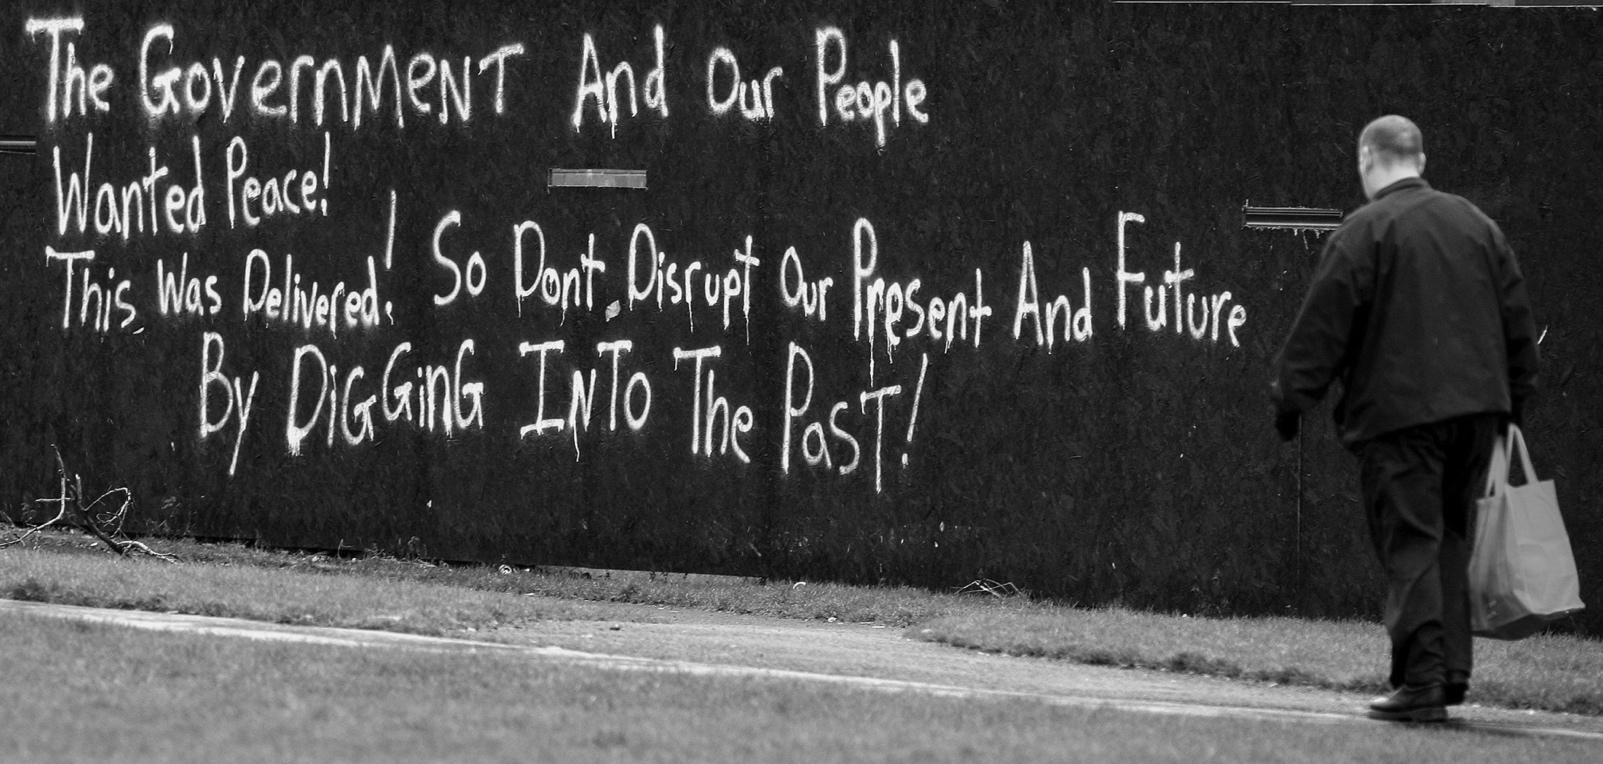 The GovernMeNT And Our People
Wanted Peace!
This Was Delivered! So Dont Disrupt Our Present And Future
By DiGGinG INTo The PasT!